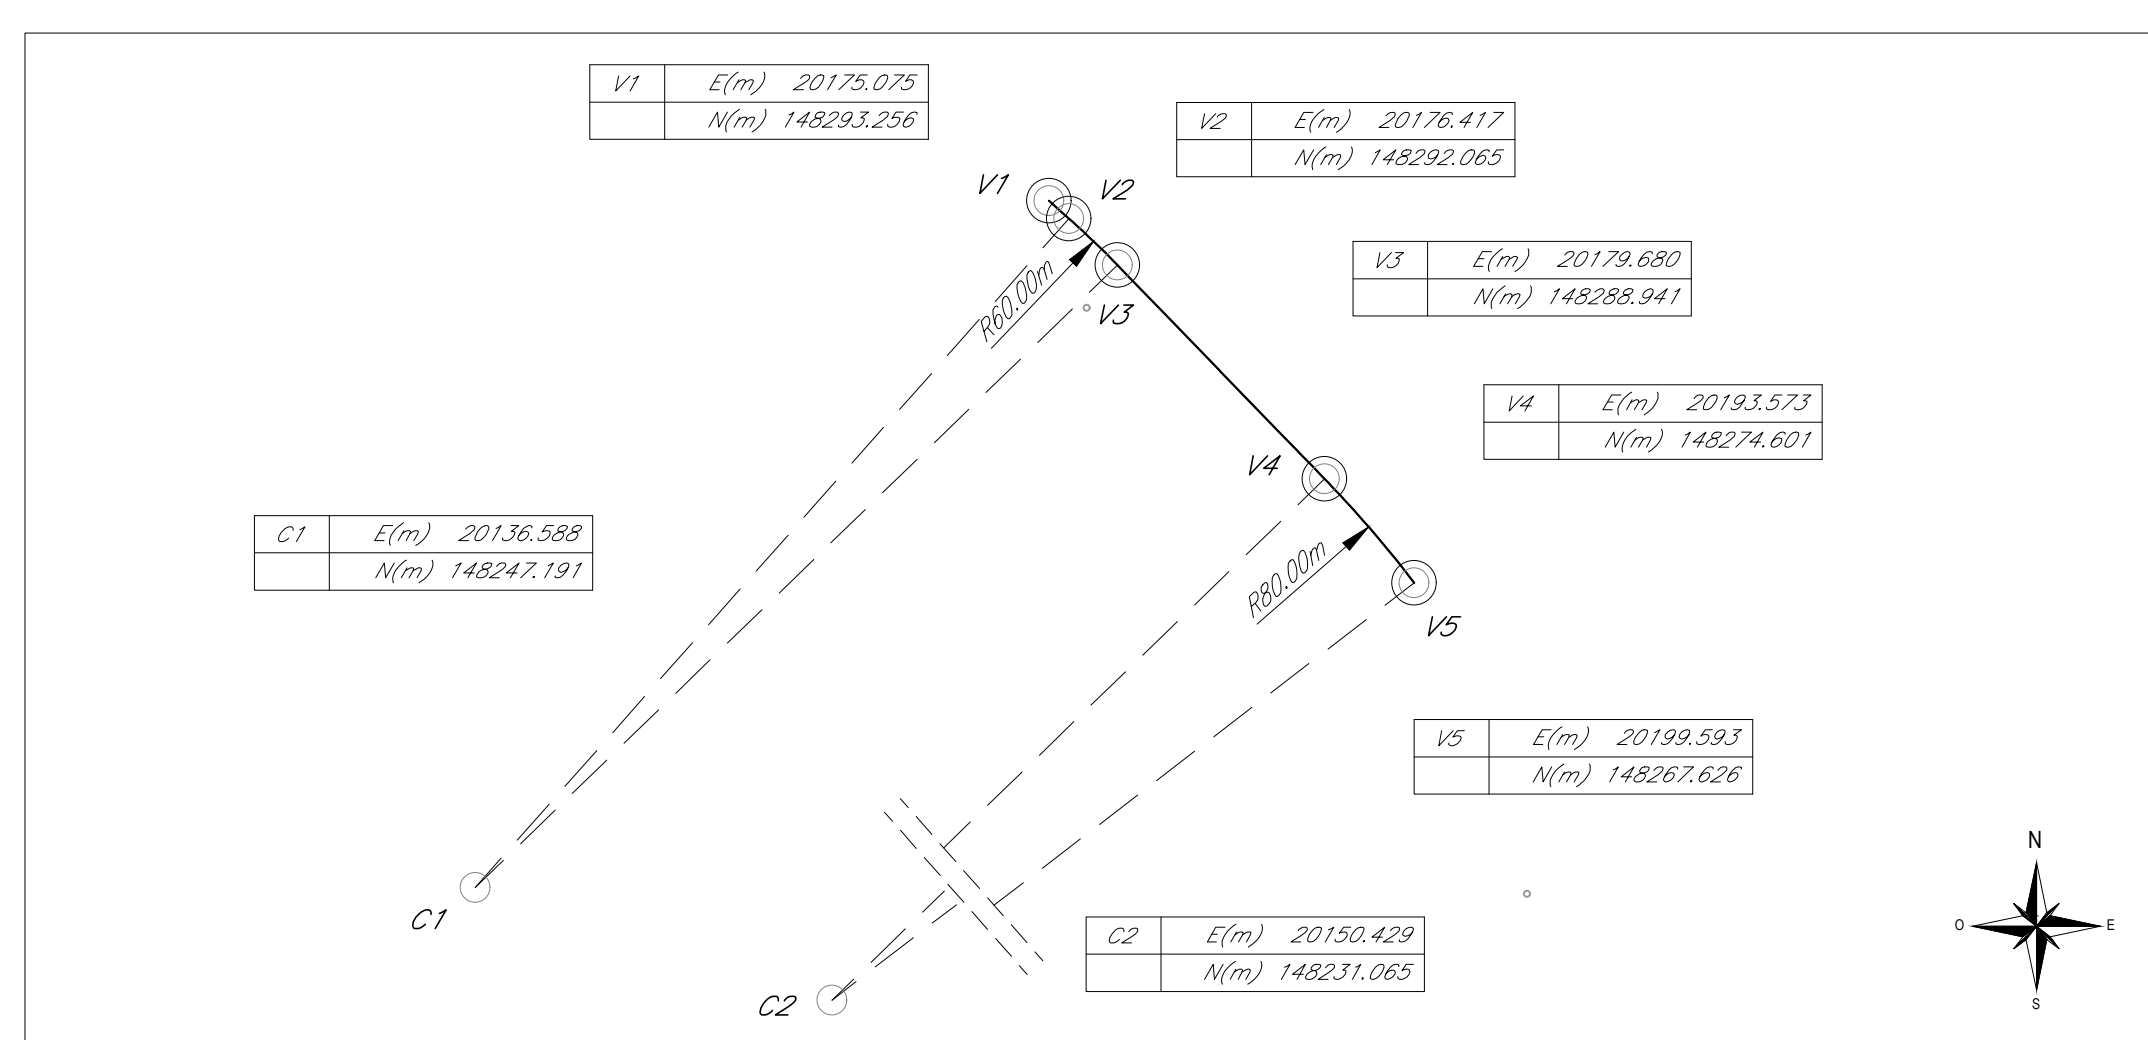 V1 E(m) 20175.075
N(m) 148293.256
V2 E(m) 20176.417
N(m) 148292.065
V1
V2
V3 E(m) 20179.680
N(m) 148288.941
R60.00m
V3
V4 E(m) 20193.573
N(m) 148274.601
V4
C1 E(m) 20136.588
N(m) 148247.191
R80.00m
V5
V5 E(m) 20199.593
N(m) 148267.626
N
O
E
S
C1
C2 E(m) 20150.429
N(m) 148231.065
C2